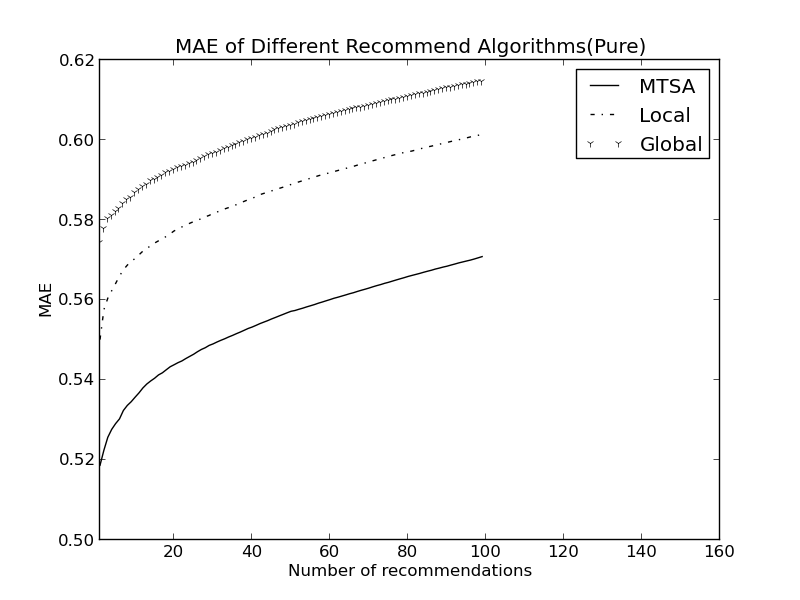 MAE of Different Recommend Algorithms(Pure)
0.62
0.60
0.58
0.56
0.54
0.52
0.50
MAE
MTSA
Local
Global
20 40 60 80 100 120 140 160
Number of recommendations